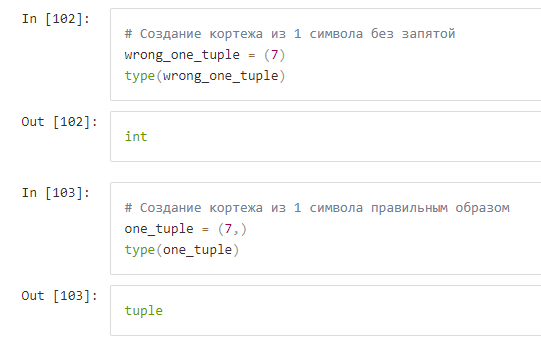 In [102]:
# Создание кортежа из 1 символа без запятой
wrong_one_tuple = (7)
type(wrong_one_tuple)
Out [102]:
int
In [103]:
# Создание кортежа из 1 символа правильным образом
one_tuple = (7,)
type(one_tuple)
Out [103]:
tuple